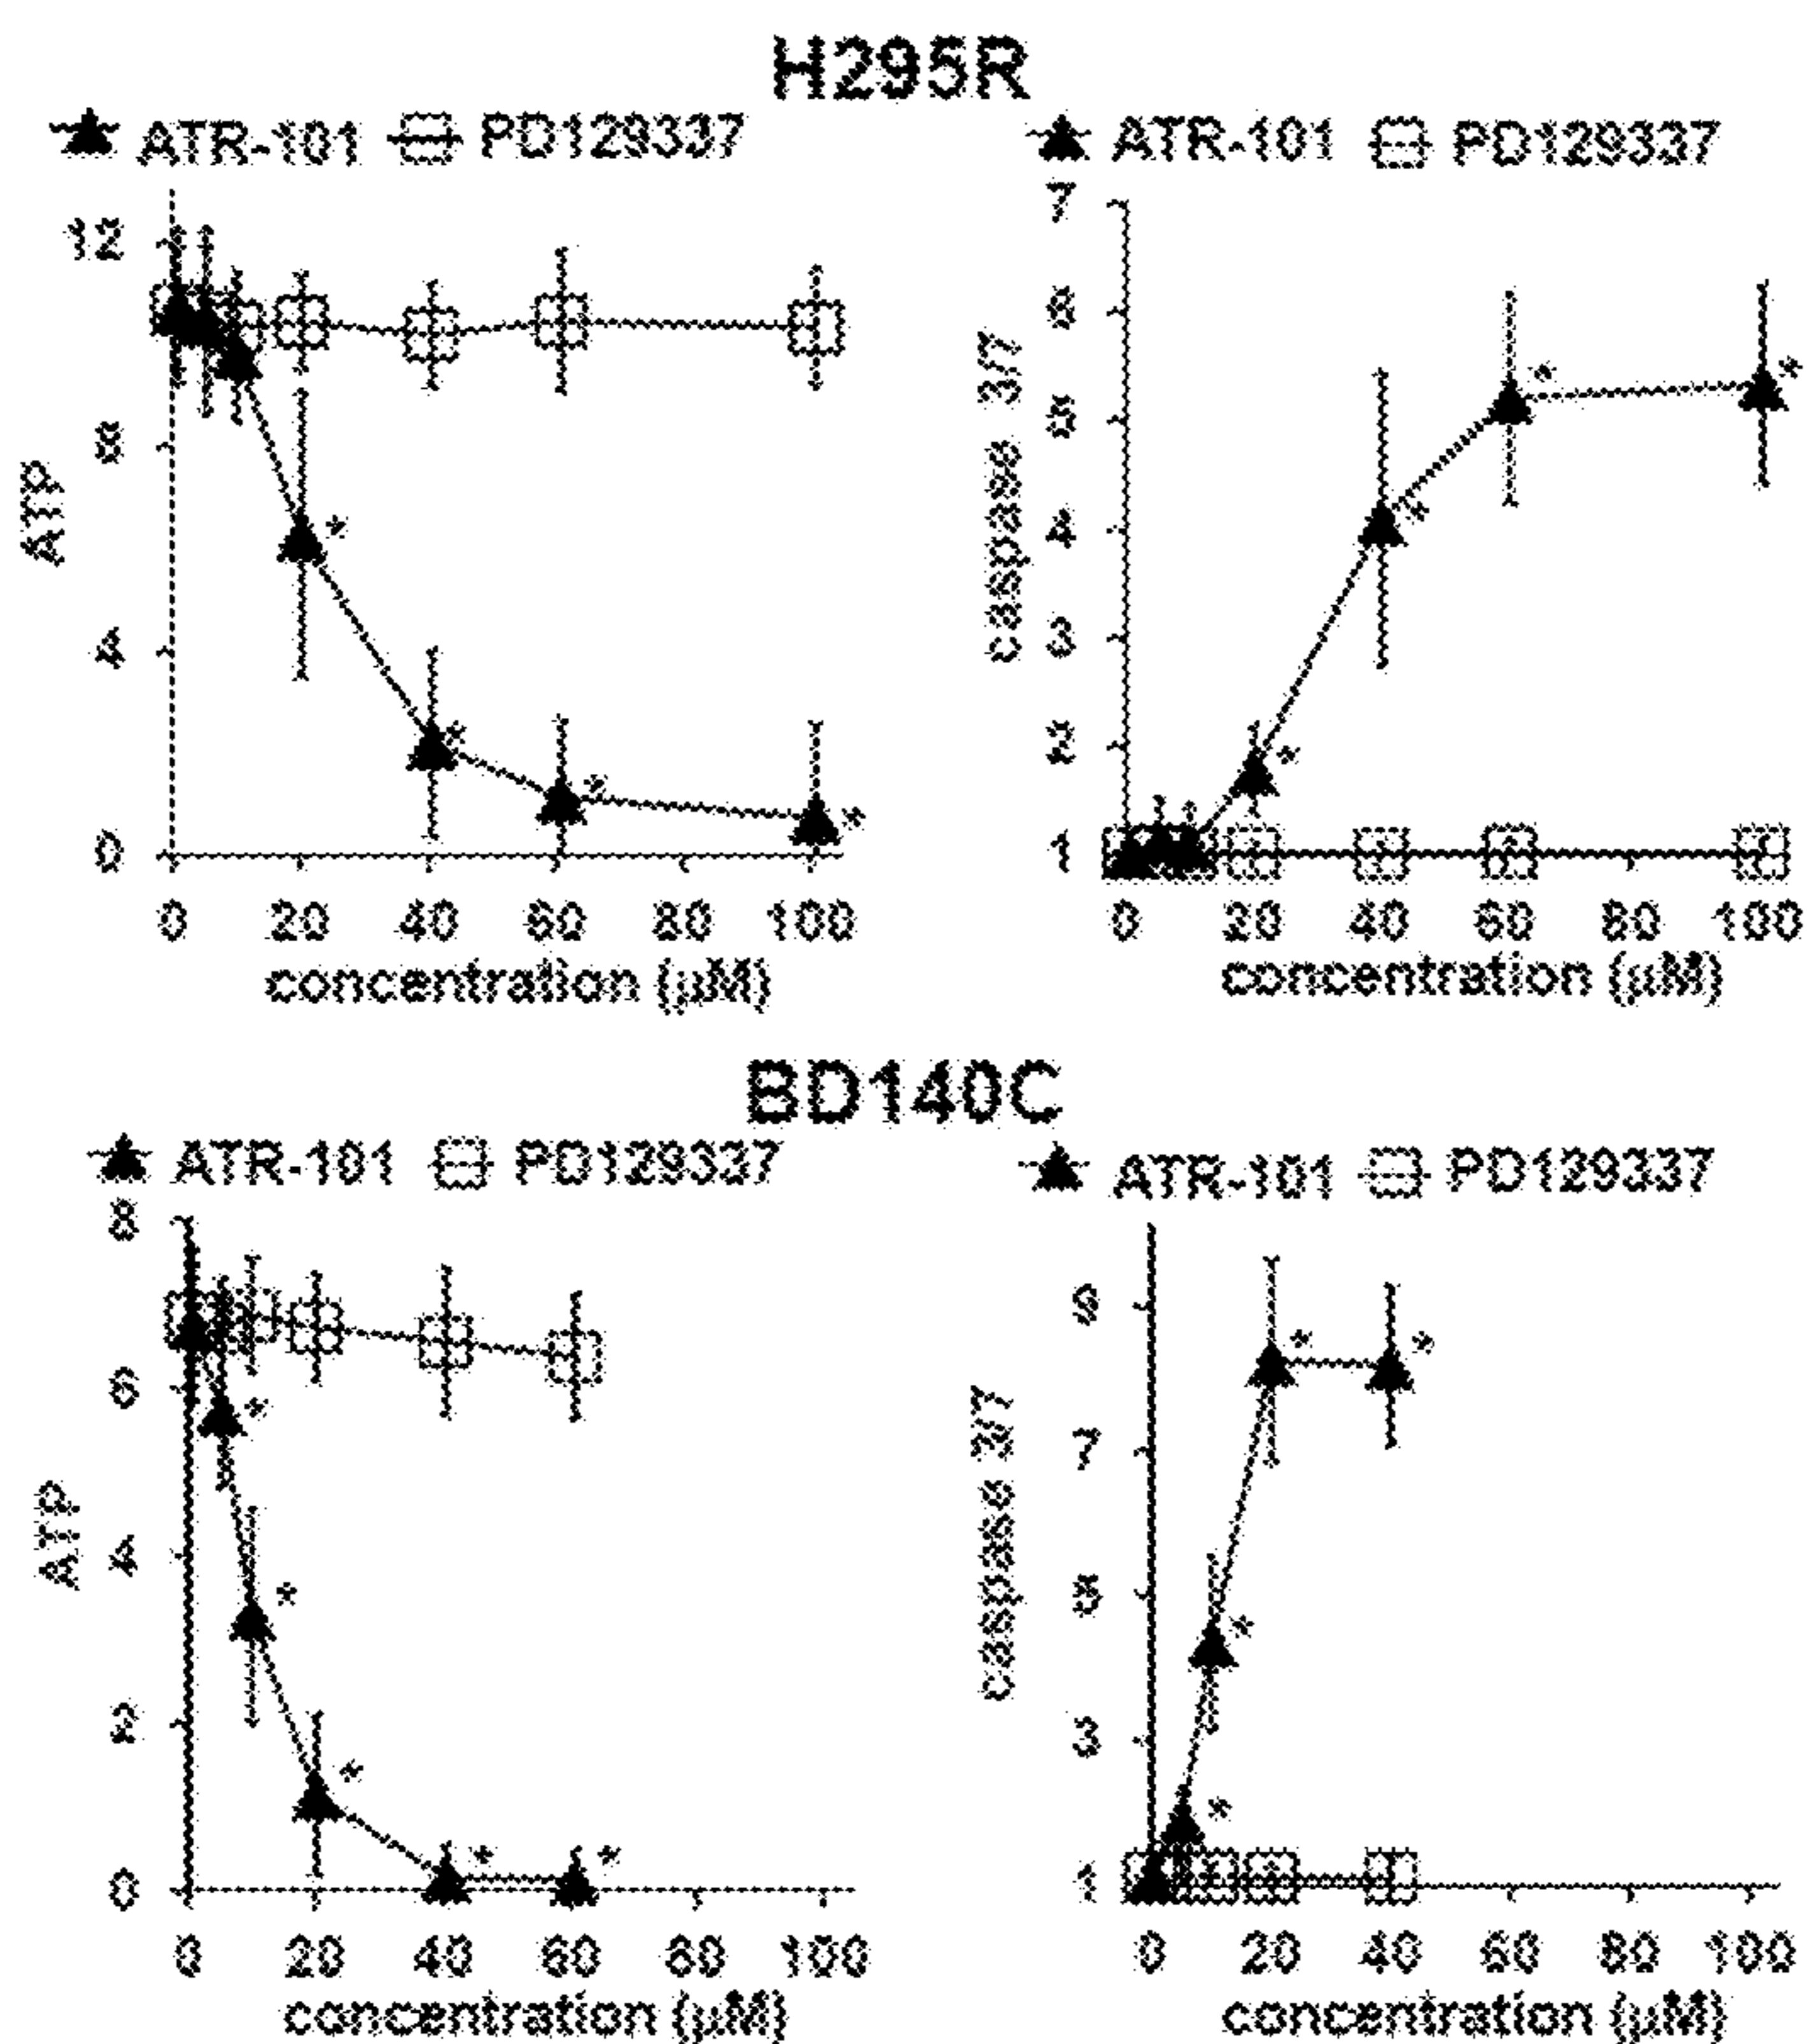 H295R
ATR-101 PD129337
ATR-101 PD129337
12
8
4
0
ATP
0 20 40 60 80 100
concentration (µM)
7
6
5
4
3
2
1
caspase 3/7
0 20 40 60 80 100
concentration (µM)
BD140C
ATR-101 PD129337
ATR-101 PD129337
8
6
4
2
0
ATP
0 20 40 60 80 100
concentration (µM)
9
7
5
3
1
caspase 3/7
0 20 40 60 80 100
concentration (µM)